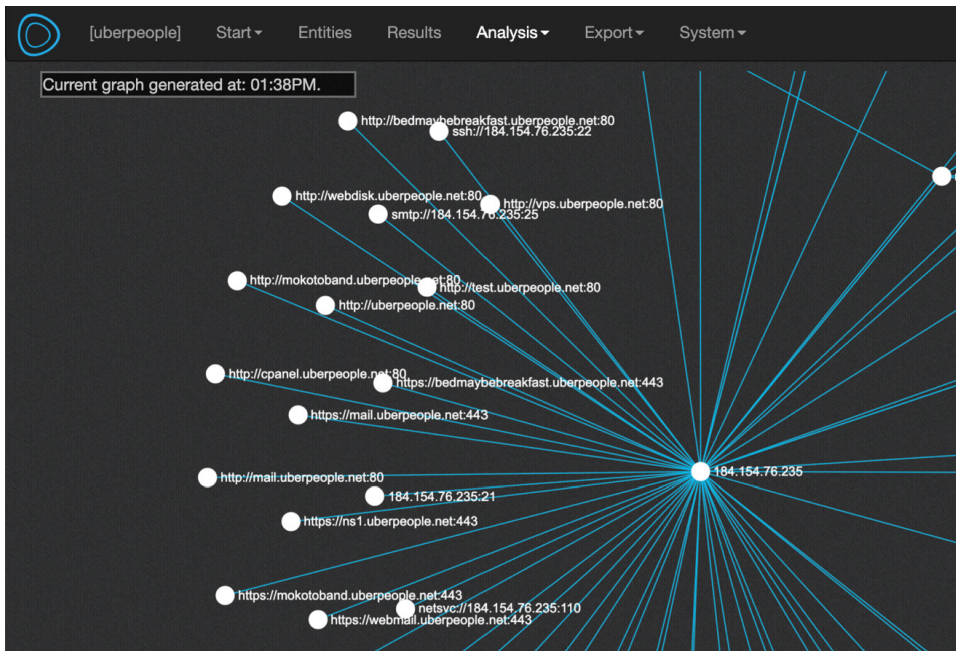 [uberpeople] Start Entities Results Analysis Export System
Current graph generated at: 01:38PM.
http://bedmaybebreakfast.uberpeople.net:80
ssh://184.154.76.235:22
http://webdisk.uberpeople.net:80
http://vps.uberpeople.net:80
smtp://184.154.76.235:25
http://mokotoband.uberpeople.net:80
http://test.uberpeople.net:80
http://uberpeople.net:80
http://cpanel.uberpeople.net:80
https://bedmaybebreakfast.uberpeople.net:443
https://mail.uberpeople.net:443
184.154.76.235
http://mail.uberpeople.net:80
184.154.76.235:21
https://ns1.uberpeople.net:443
https://mokotoband.uberpeople.net:443
netsvc://184.154.76.235:110
https://webmail.uberpeople.net:443